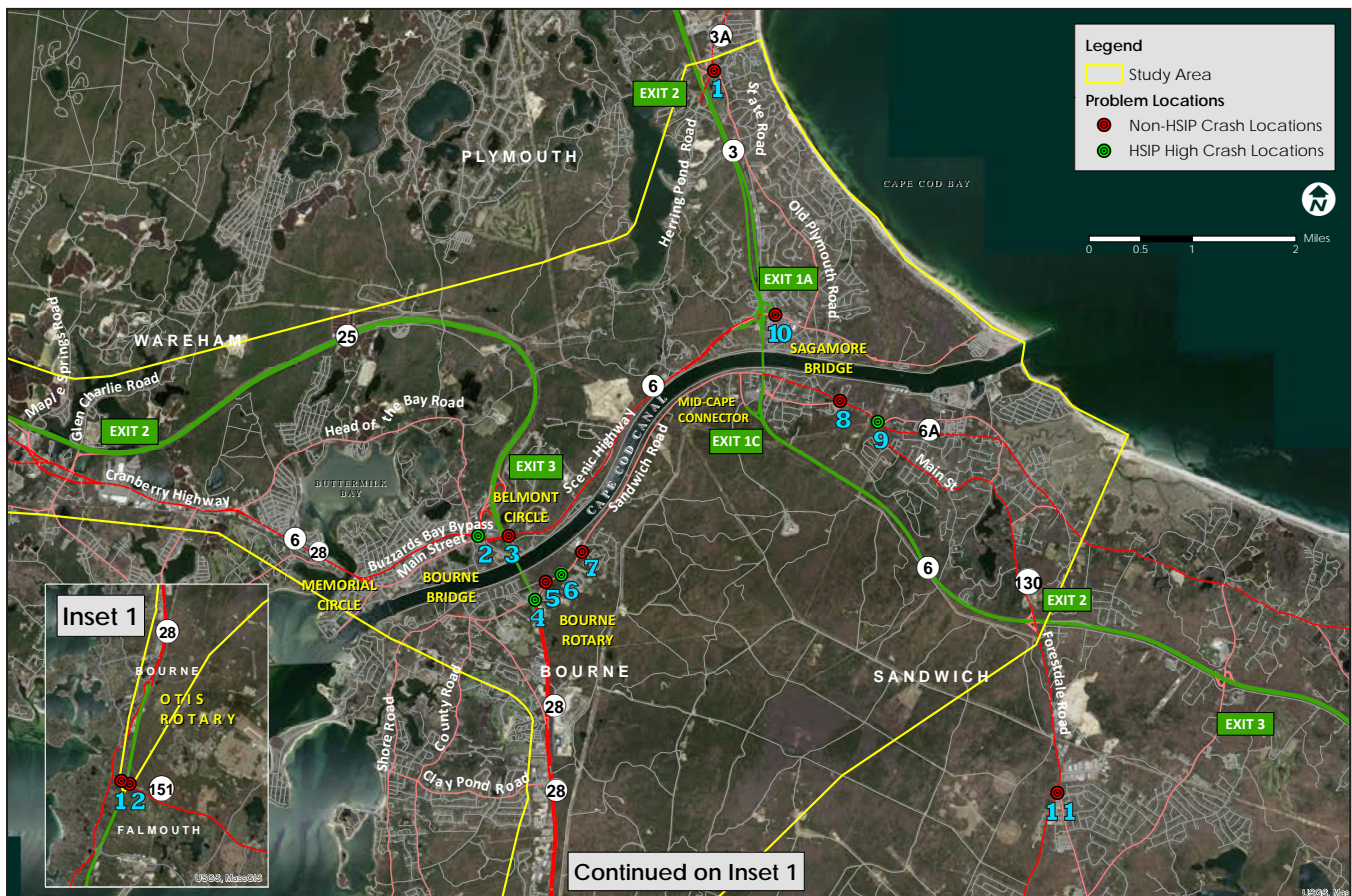 3A
EXIT 2
1
State Road
PLYMOUTH
Herring Pond Road
3
CAPE COD BAY
Old Plymouth Road
Legend
Study Area
Problem Locations
Non-HSIP Crash Locations
HSIP High Crash Locations
N
0 0.5 1 2 Miles
EXIT 1A
10
SAGAMORE
BRIDGE
Maple Springs Road
WAREHAM
25
Glen Charlie Road
EXIT 2
Head of the Bay Road
6
Scenic Highway
CAPE COD CANAL
Sandwich Road
MID-CAPE
CONNECTOR
EXIT 1C
8
9
6A
Main St
Cranberry Highway
BUTTERMILK
BAY
EXIT 3
BELMONT
CIRCLE
Buzzards Bay Bypass
Main Street
2
3
6
28
MEMORIAL
CIRCLE
BOURNE
BRIDGE
7
6
5
4
BOURNE
ROTARY
6
130
EXIT 2
BOURNE
SANDWICH
Forestdale Road
EXIT 3
28
Shore Road
County Road
Clay Pond Road
28
11
Inset 1
28
BOURNE
OTIS
ROTARY
151
12
FALMOUTH
USGS, MassGIS
Continued on Inset 1
USGS, MassGIS